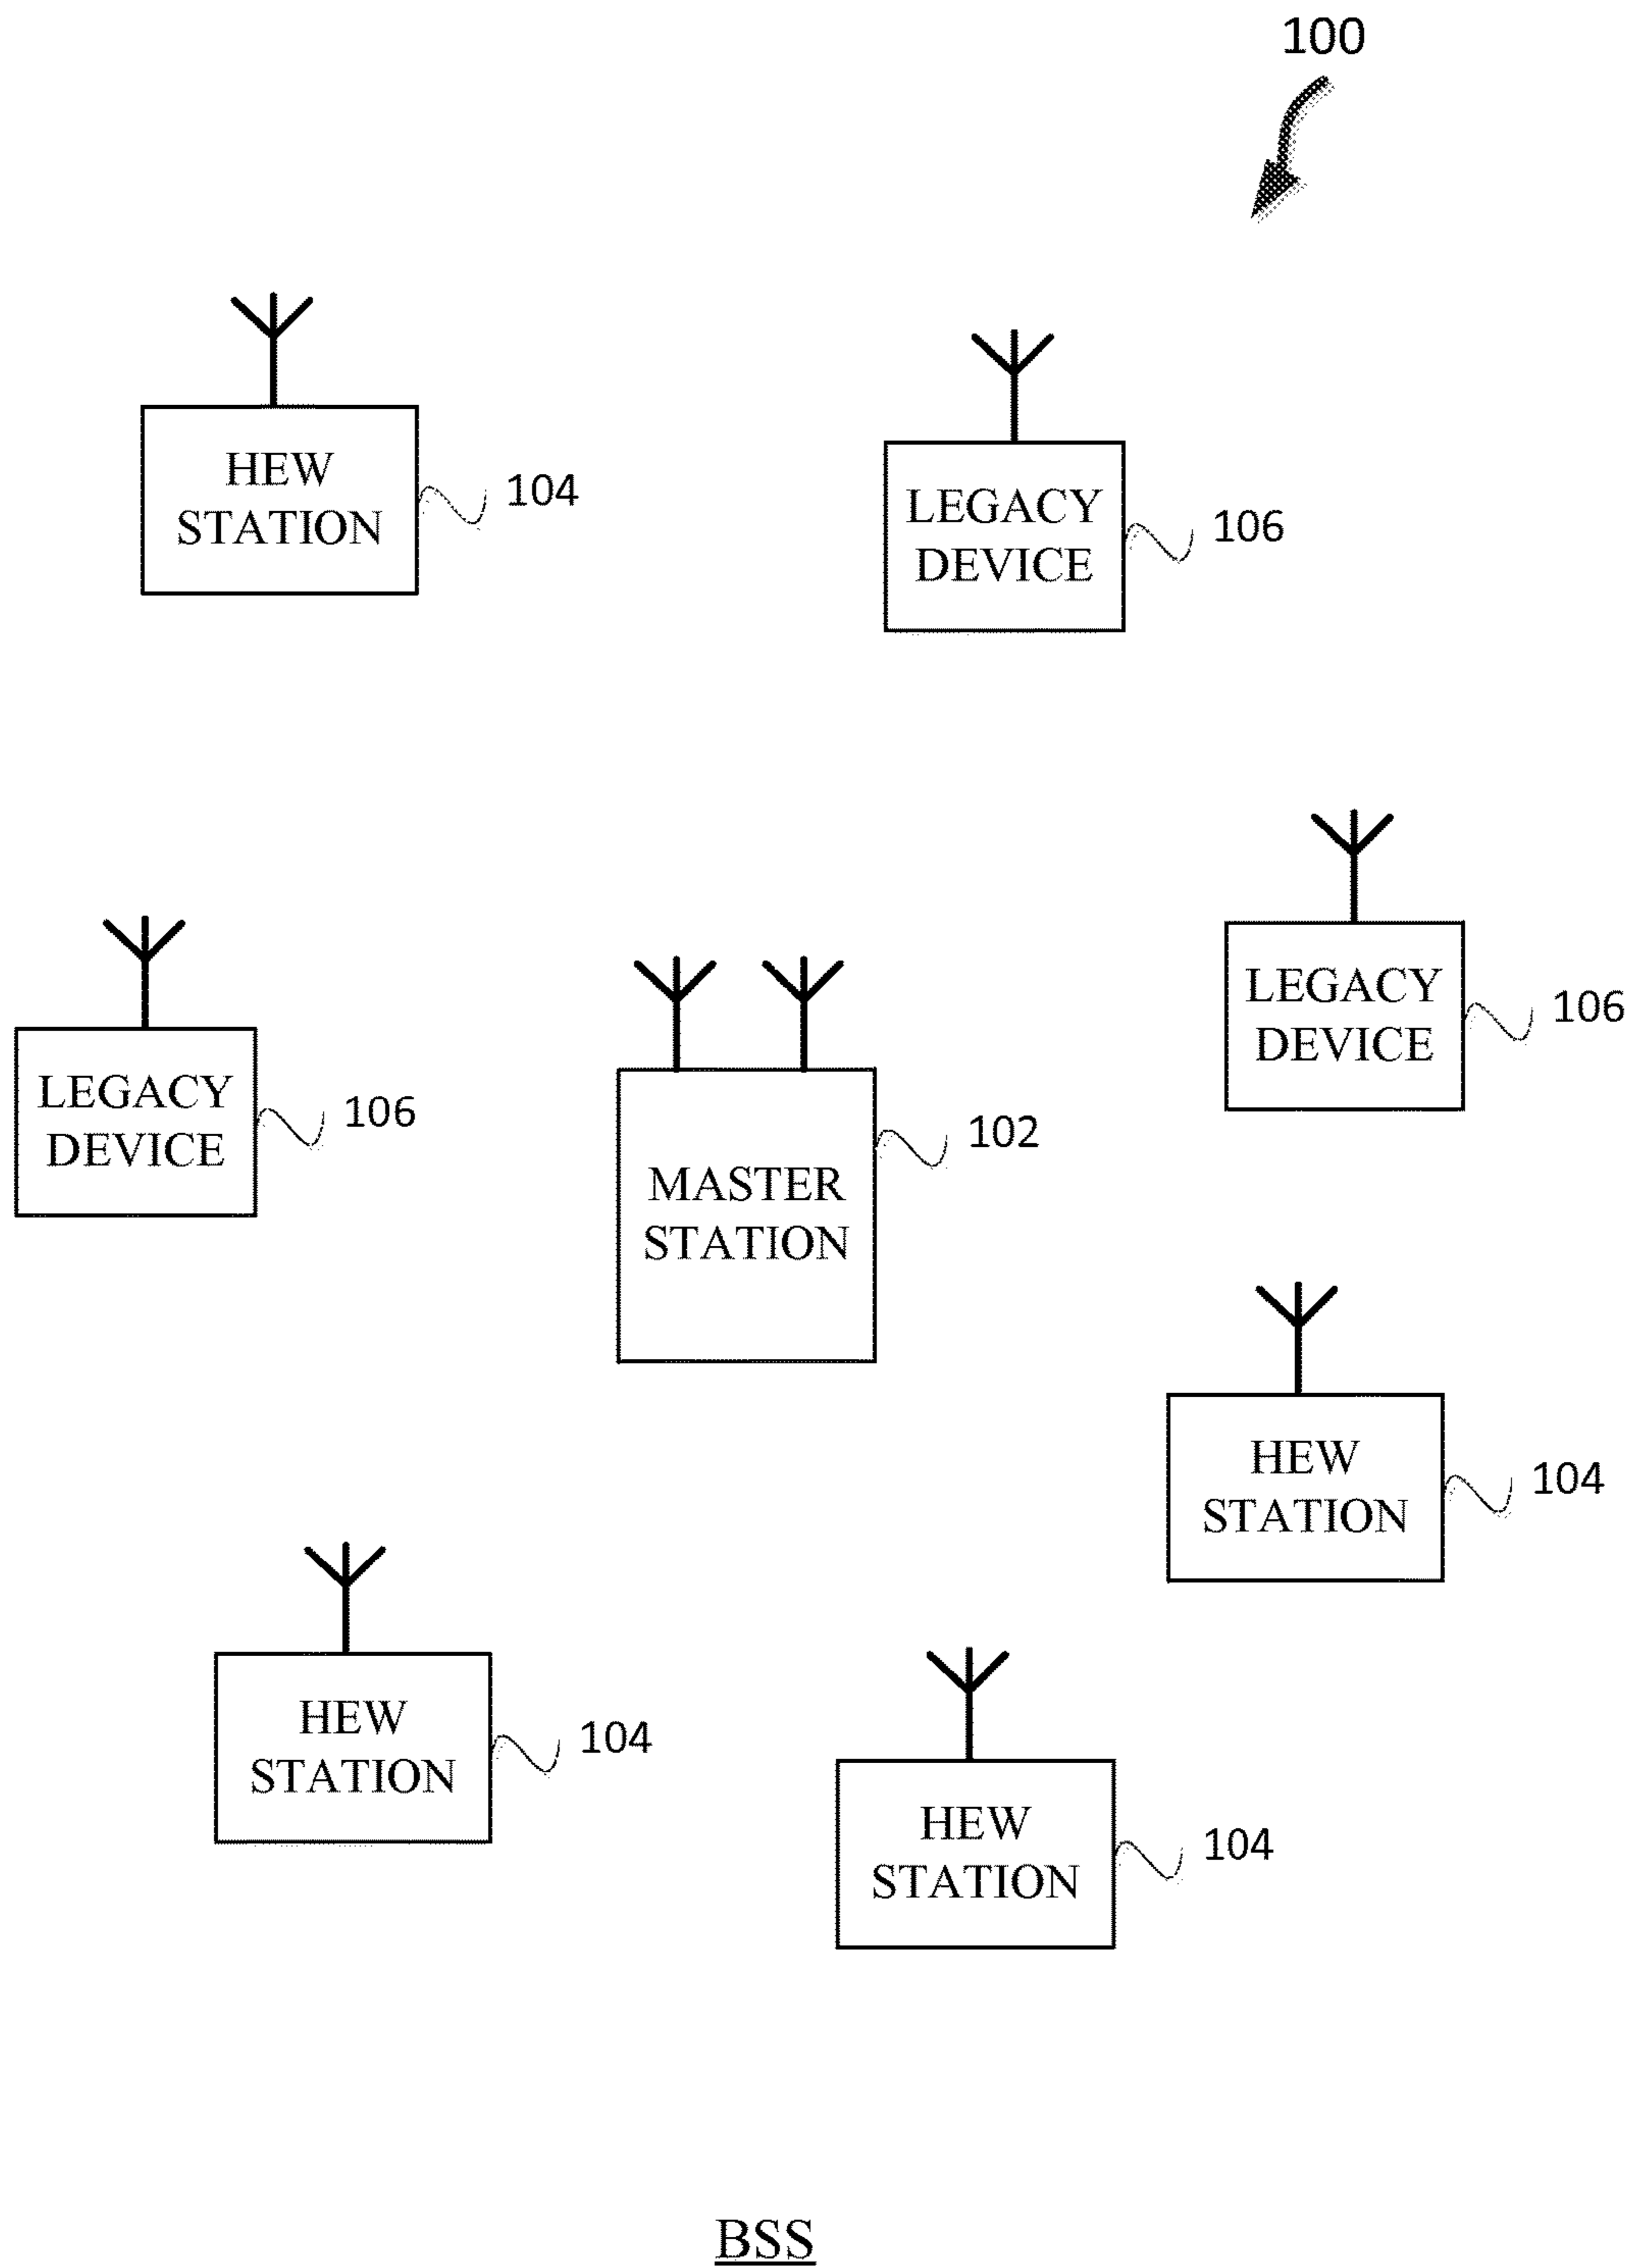 100
HEW
STATION
104
LEGACY
DEVICE
106
LEGACY
DEVICE
106
LEGACY
DEVICE
106
MASTER
STATION
102
HEW
STATION
104
HEW
STATION
104
HEW
STATION
104
BSS